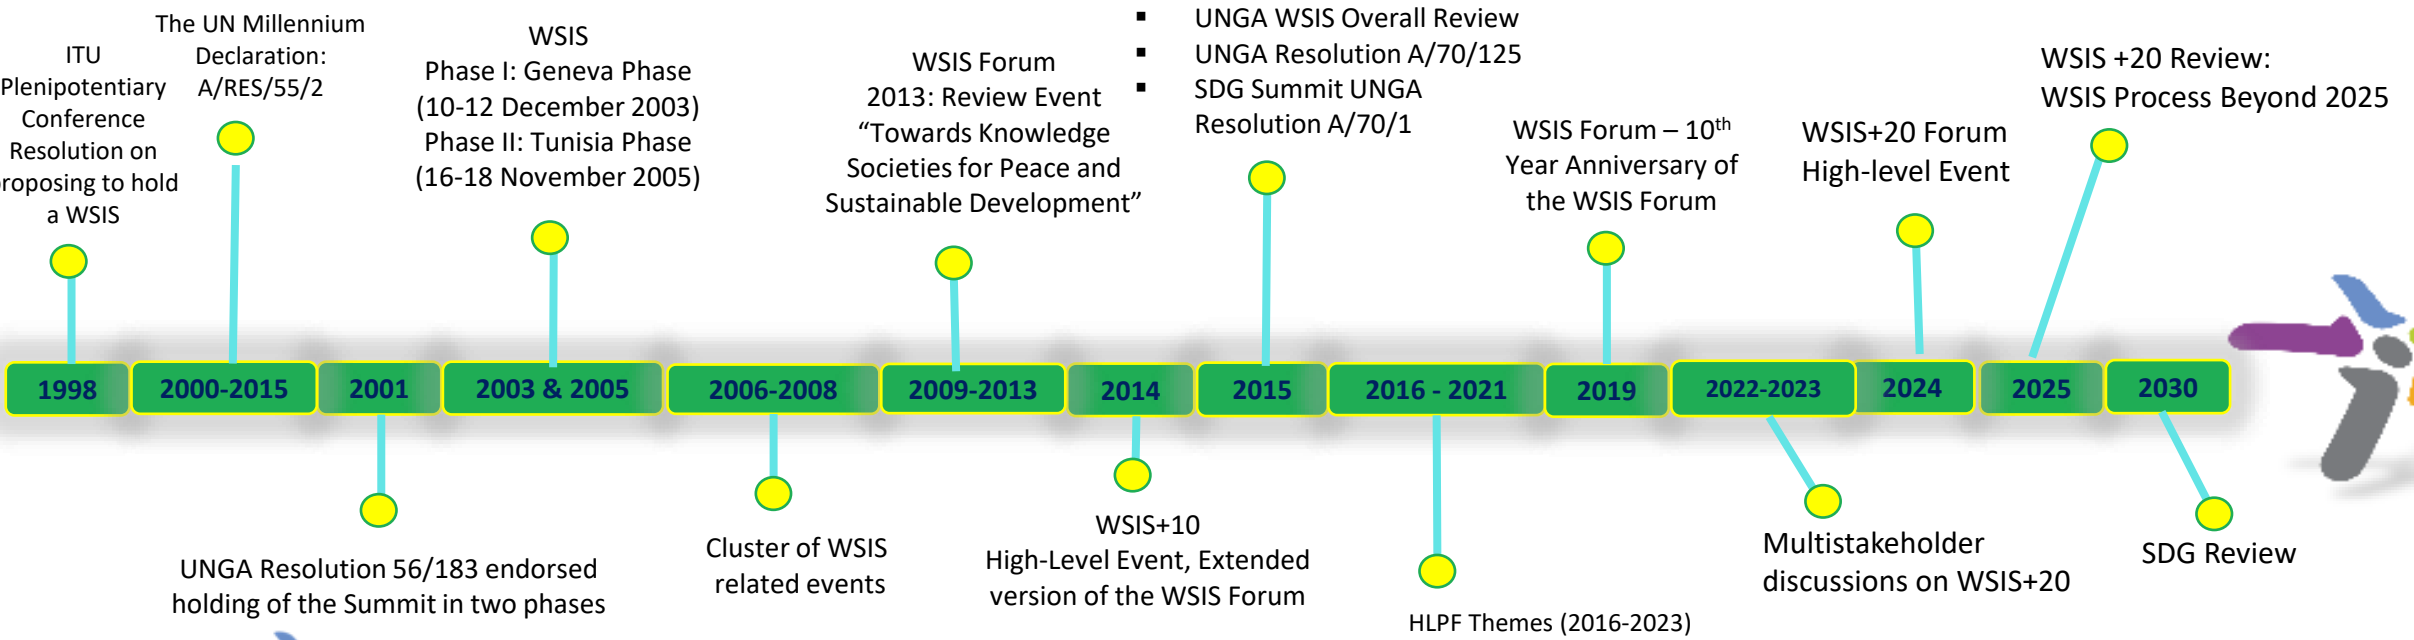 ITU
Plenipotentiary
Conference
Resolution on
proposing to hold
a WSIS
The UN Millennium
Declaration:
A/RES/55/2
WSIS
Phase I: Geneva Phase
(10-12 December 2003)
Phase II: Tunisia Phase
(16-18 November 2005)
WSIS Forum
2013: Review Event
“Towards Knowledge
Societies for Peace and
Sustainable Development”
▪ UNGA WSIS Overall Review
▪ UNGA Resolution A/70/125
▪ SDG Summit UNGA
Resolution A/70/1
WSIS Forum – 10th
Year Anniversary of
the WSIS Forum
WSIS+20 Forum
High-level Event
WSIS +20 Review:
WSIS Process Beyond 2025
1998
2000-2015
2001
2003 & 2005
2006-2008
2009-2013
2014
2015
2016 - 2021
2019
2022-2023
2024
2025
2030
UNGA Resolution 56/183 endorsed
holding of the Summit in two phases
Cluster of WSIS
related events
WSIS+10
High-Level Event, Extended
version of the WSIS Forum
HLPF Themes (2016-2023)
Multistakeholder
discussions on WSIS+20
SDG Review